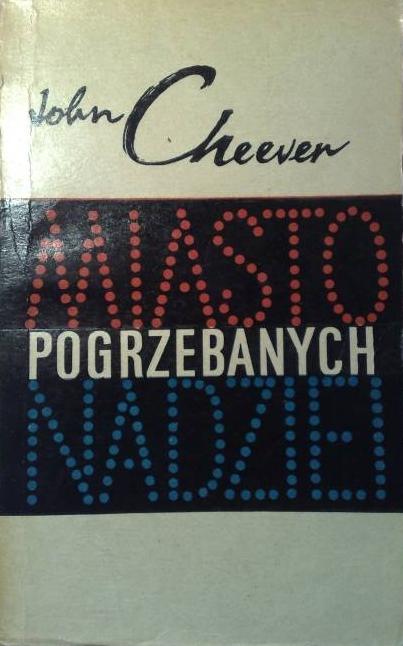 John Cheever
MIASTO
POGRZEBANYCH
NADZIEI